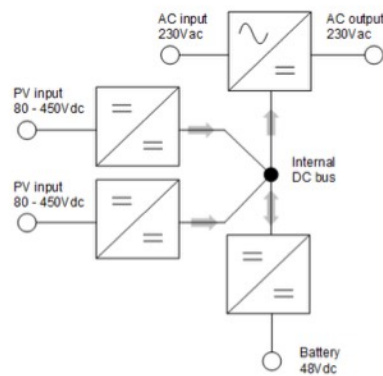 AC input
230Vac
AC output
230Vac
PV input
80 - 450Vdc
PV input
80 - 450Vdc
Internal
DC bus
Battery
48Vdc